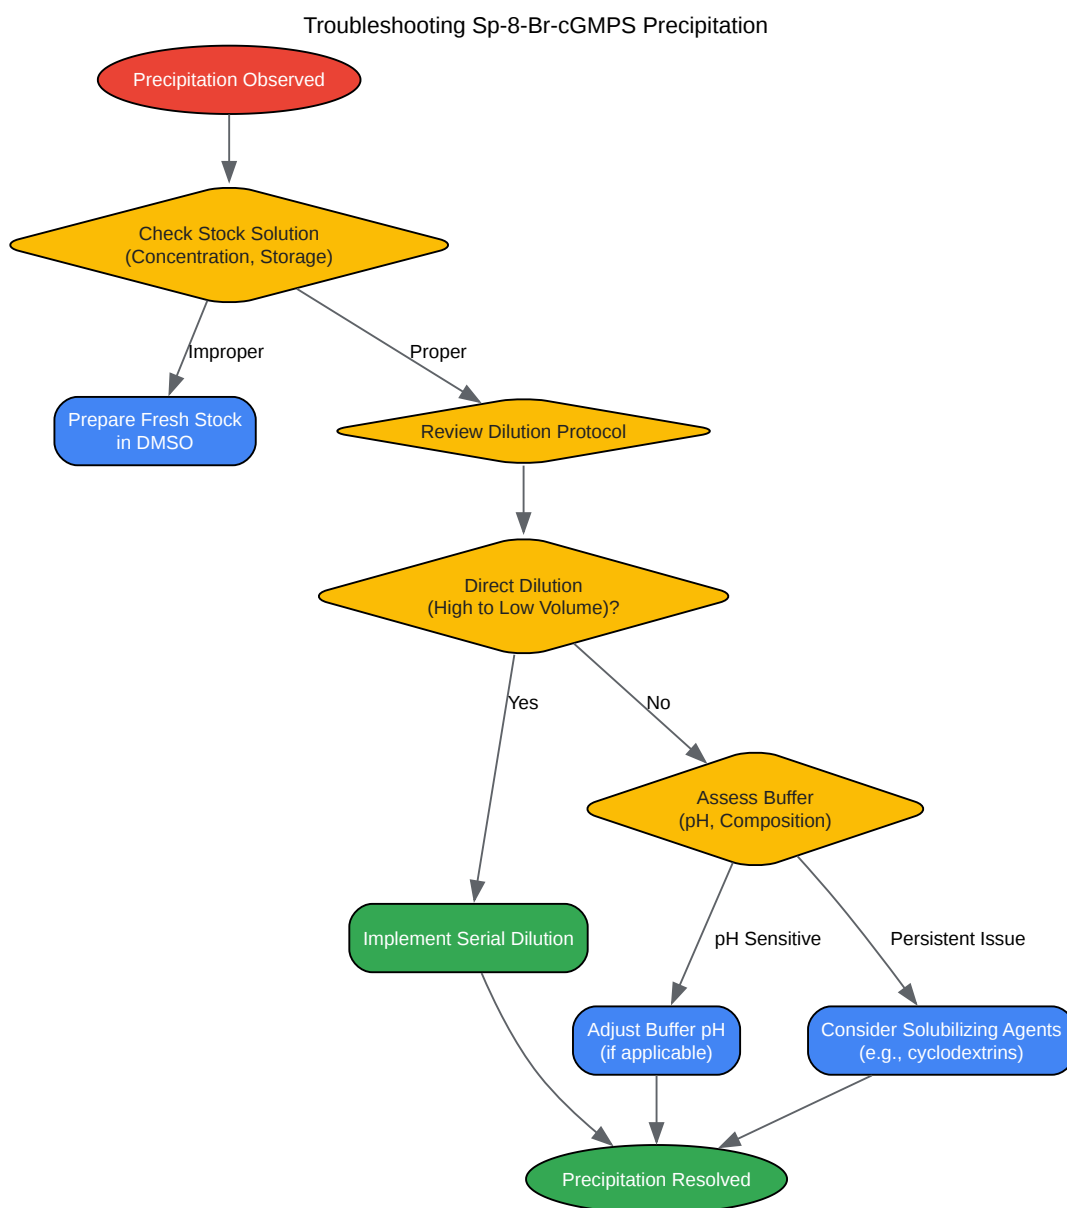 Troubleshooting Sp-8-Br-cGMPS Precipitation
Precipitation Observed
Check Stock Solution
(Concentration, Storage)
Improper
Proper
Prepare Fresh Stock
in DMSO
Review Dilution Protocol
Direct Dilution
(High to Low Volume)?
Yes
No
Assess Buffer
(pH, Composition)
Implement Serial Dilution
pH Sensitive
Persistent Issue
Adjust Buffer pH
(if applicable)
Consider Solubilizing Agents
(e.g., cyclodextrins)
Precipitation Resolved